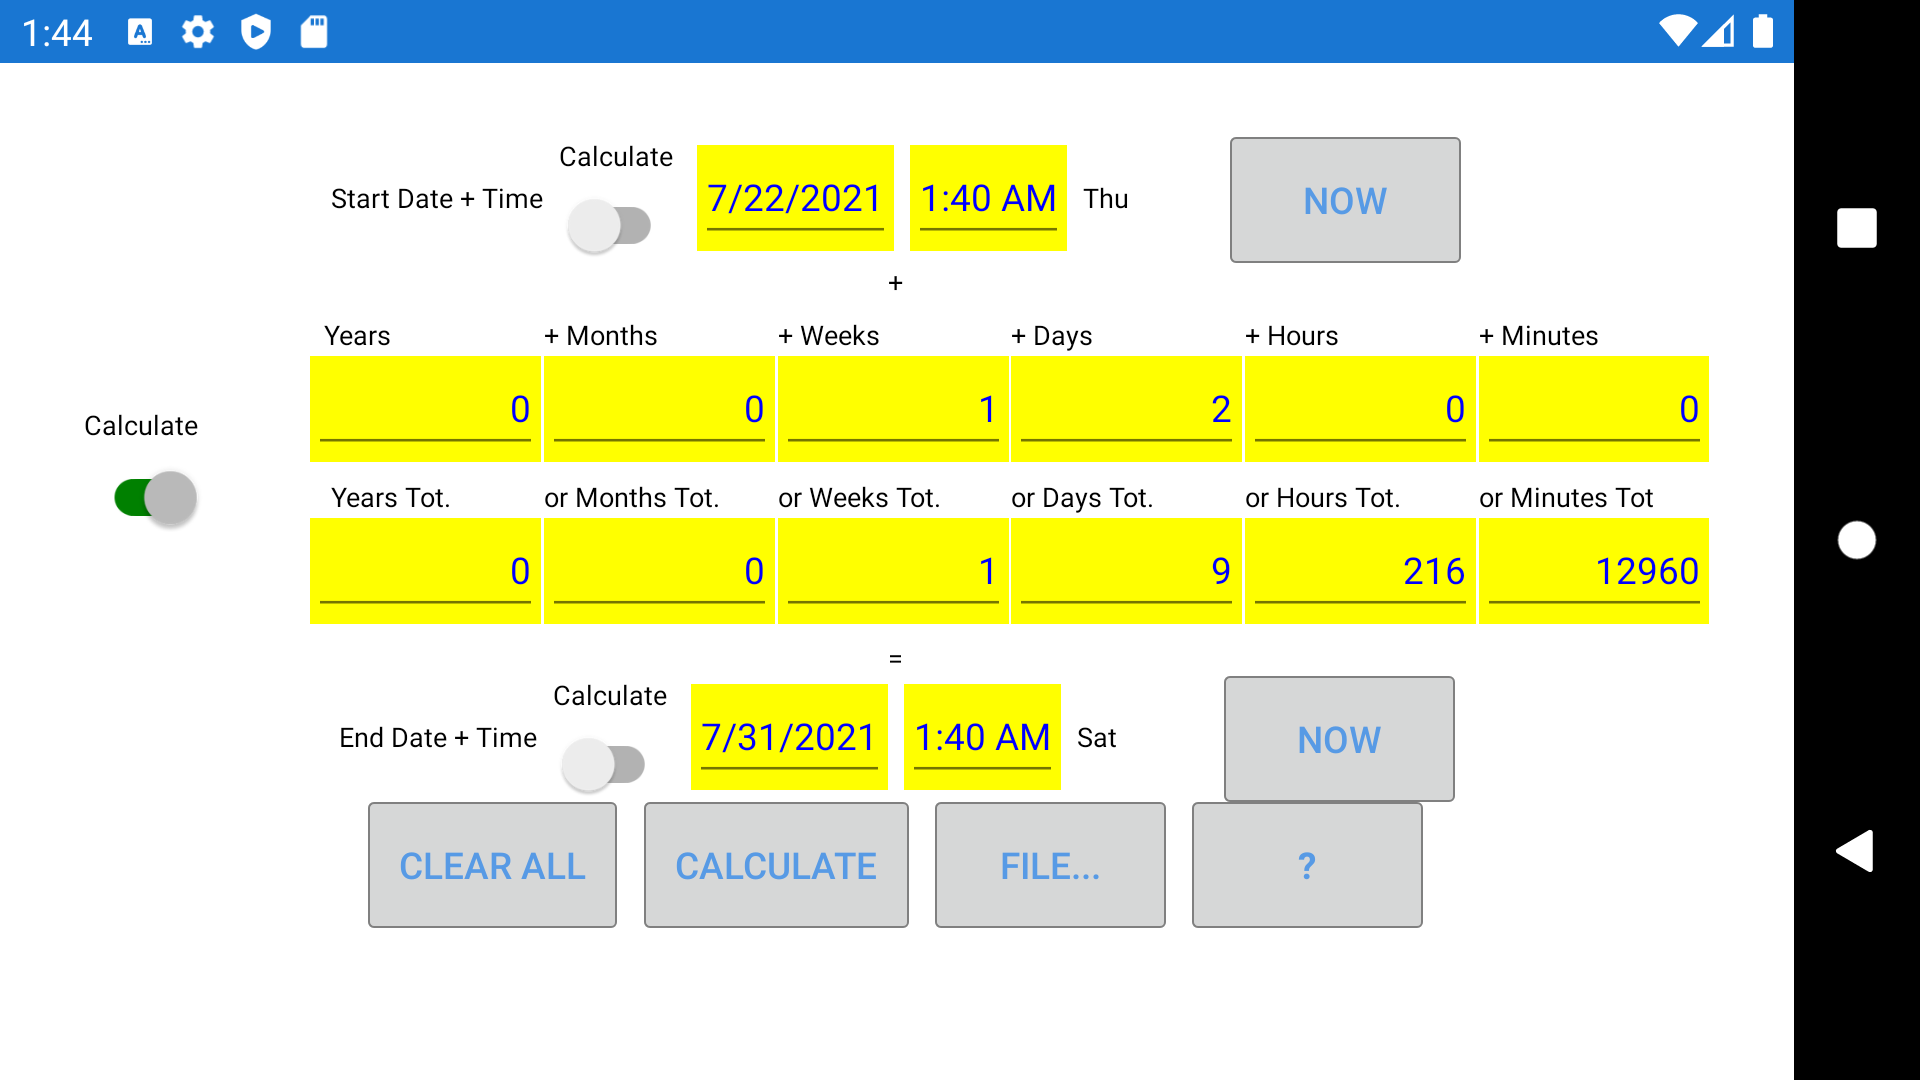 1:44
Calculate
Start Date + Time 7/22/2021 1:40 AM Thu NOW
+
Years + Months + Weeks + Days + Hours + Minutes
0 0 1 2 0 0
Calculate
Years Tot. or Months Tot. or Weeks Tot. or Days Tot. or Hours Tot. or Minutes Tot
0 0 1 9 216 12960
=
Calculate
End Date + Time 7/31/2021 1:40 AM Sat NOW
CLEAR ALL CALCULATE FILE... ?